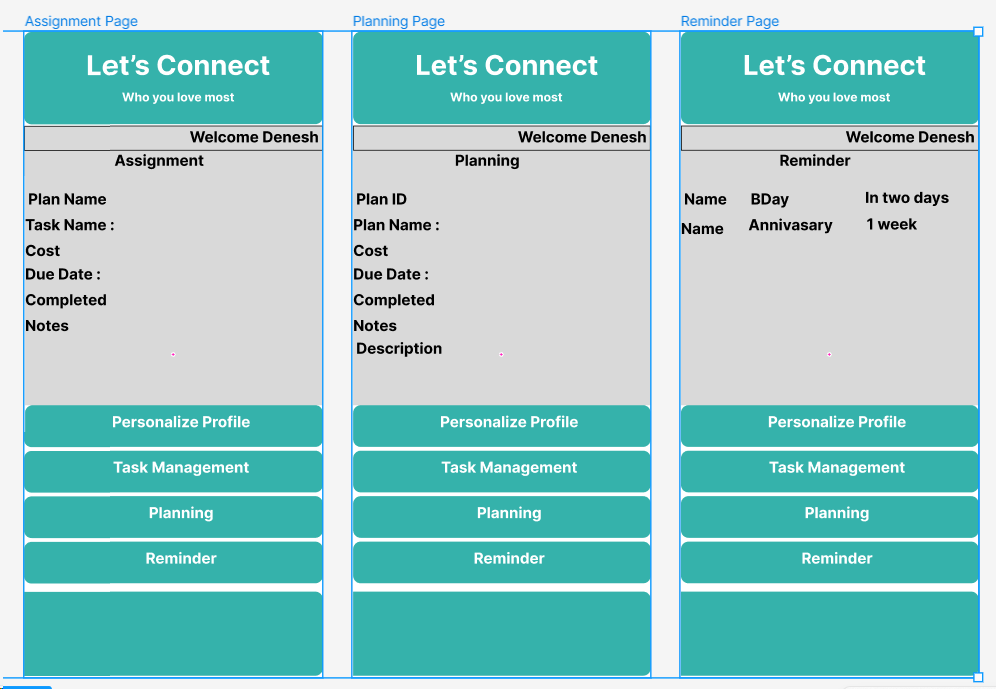 Assignment Page
Let’s Connect
Who you love most
Welcome Denesh
Assignment
Plan Name
Task Name :
Cost
Due Date :
Completed
Notes
Personalize Profile
Task Management
Planning
Reminder
Planning Page
Let’s Connect
Who you love most
Welcome Denesh
Planning
Plan ID
Plan Name :
Cost
Due Date :
Completed
Notes
Description
Personalize Profile
Task Management
Planning
Reminder
Reminder Page
Let’s Connect
Who you love most
Welcome Denesh
Reminder
Name BDay In two days
Name Annivasary 1 week
Personalize Profile
Task Management
Planning
Reminder